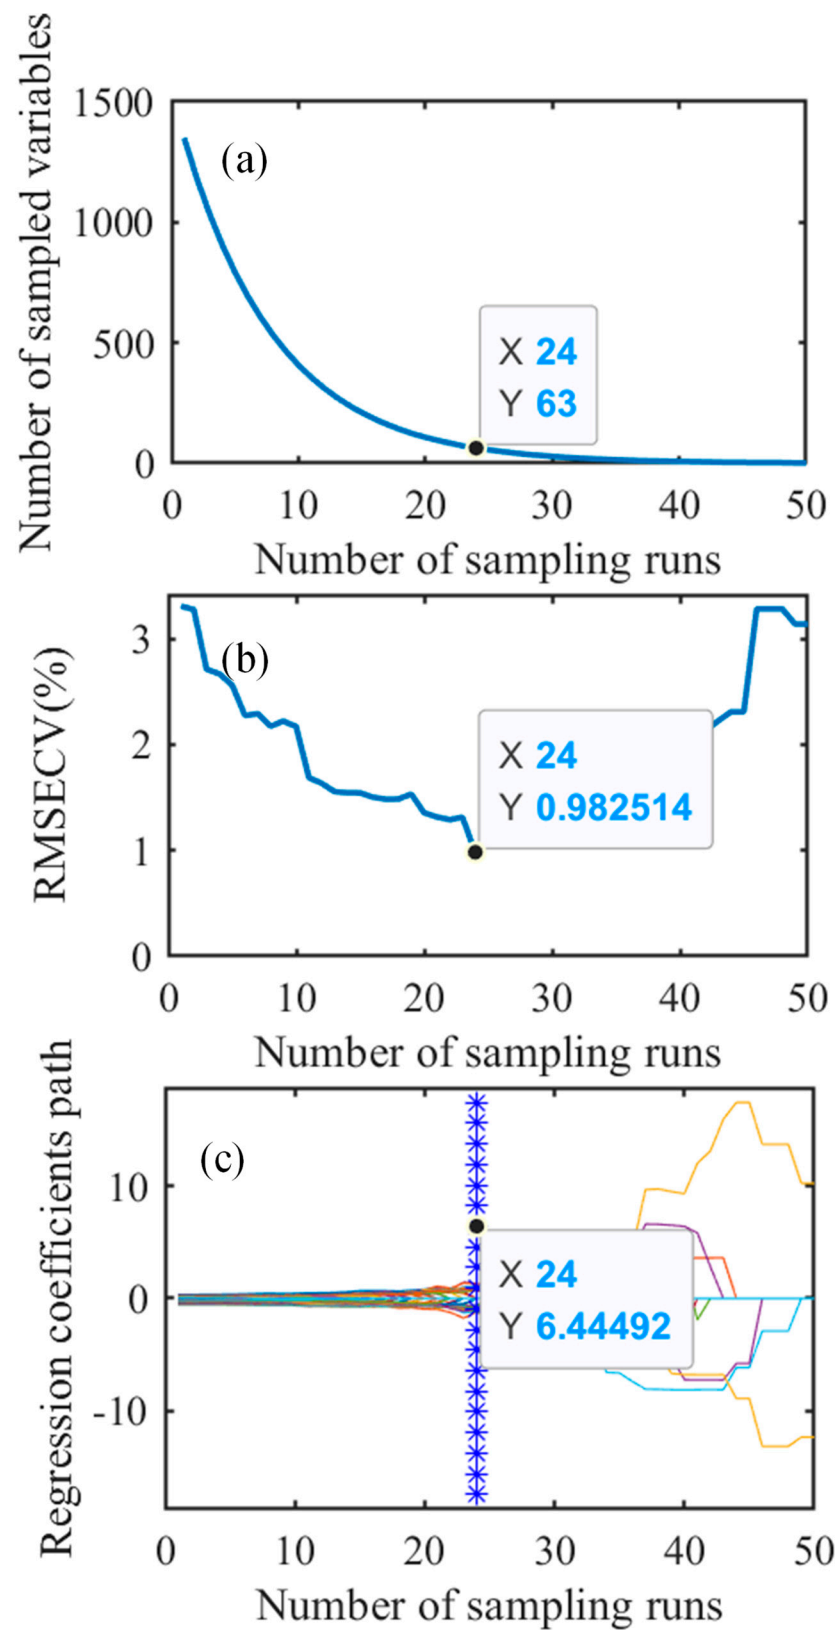 Number of sampled variables
1500
1000
500
0
(a)
X 24
Y 63
0 10 20 30 40 50
Number of sampling runs
RMSECV(%)
3
2
1
0
(b)
X 24
Y 0.982514
0 10 20 30 40 50
Number of sampling runs
Regression coefficients path
10
0
-10
(c)
X 24
Y 6.44492
0 10 20 30 40 50
Number of sampling runs